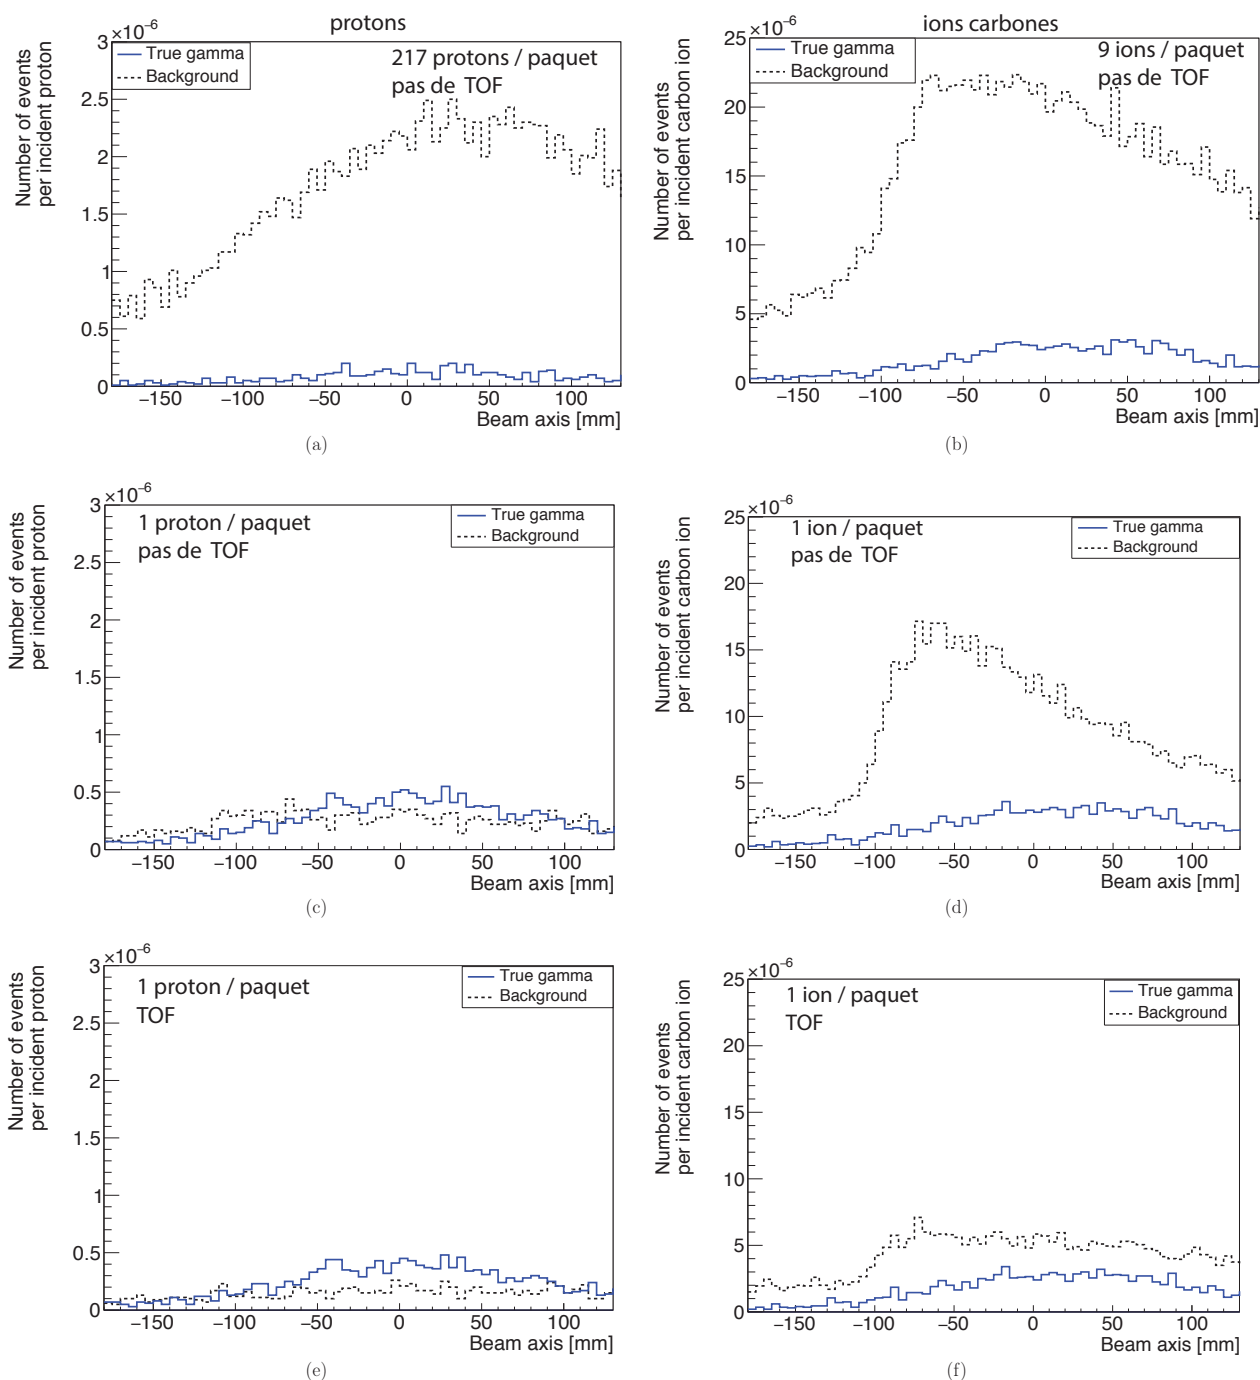 protons
×10⁻⁶
Number of events
per incident proton
True gamma
Background
217 protons / paquet
pas de TOF
3
2.5
2
1.5
1
0.5
0
−150 −100 −50 0 50 100
Beam axis [mm]
(a)
ions carbones
×10⁻⁶
Number of events
per incident carbon ion
True gamma
Background
9 ions / paquet
pas de TOF
25
20
15
10
5
0
−150 −100 −50 0 50 100
Beam axis [mm]
(b)
×10⁻⁶
Number of events
per incident proton
1 proton / paquet
pas de TOF
True gamma
Background
3
2.5
2
1.5
1
0.5
0
−150 −100 −50 0 50 100
Beam axis [mm]
(c)
×10⁻⁶
Number of events
per incident carbon ion
1 ion / paquet
pas de TOF
True gamma
Background
25
20
15
10
5
0
−150 −100 −50 0 50 100
Beam axis [mm]
(d)
×10⁻⁶
Number of events
per incident proton
1 proton / paquet
TOF
True gamma
Background
3
2.5
2
1.5
1
0.5
0
−150 −100 −50 0 50 100
Beam axis [mm]
(e)
×10⁻⁶
Number of events
per incident carbon ion
1 ion / paquet
TOF
True gamma
Background
25
20
15
10
5
0
−150 −100 −50 0 50 100
Beam axis [mm]
(f)